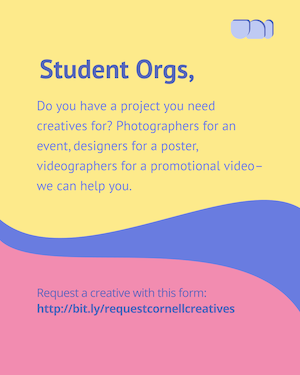 uni
Student Orgs,
Do you have a project you need
creatives for? Photographers for an
event, designers for a poster,
videographers for a promotional video–
we can help you.
Request a creative with this form:
http://bit.ly/requestcornellcreatives